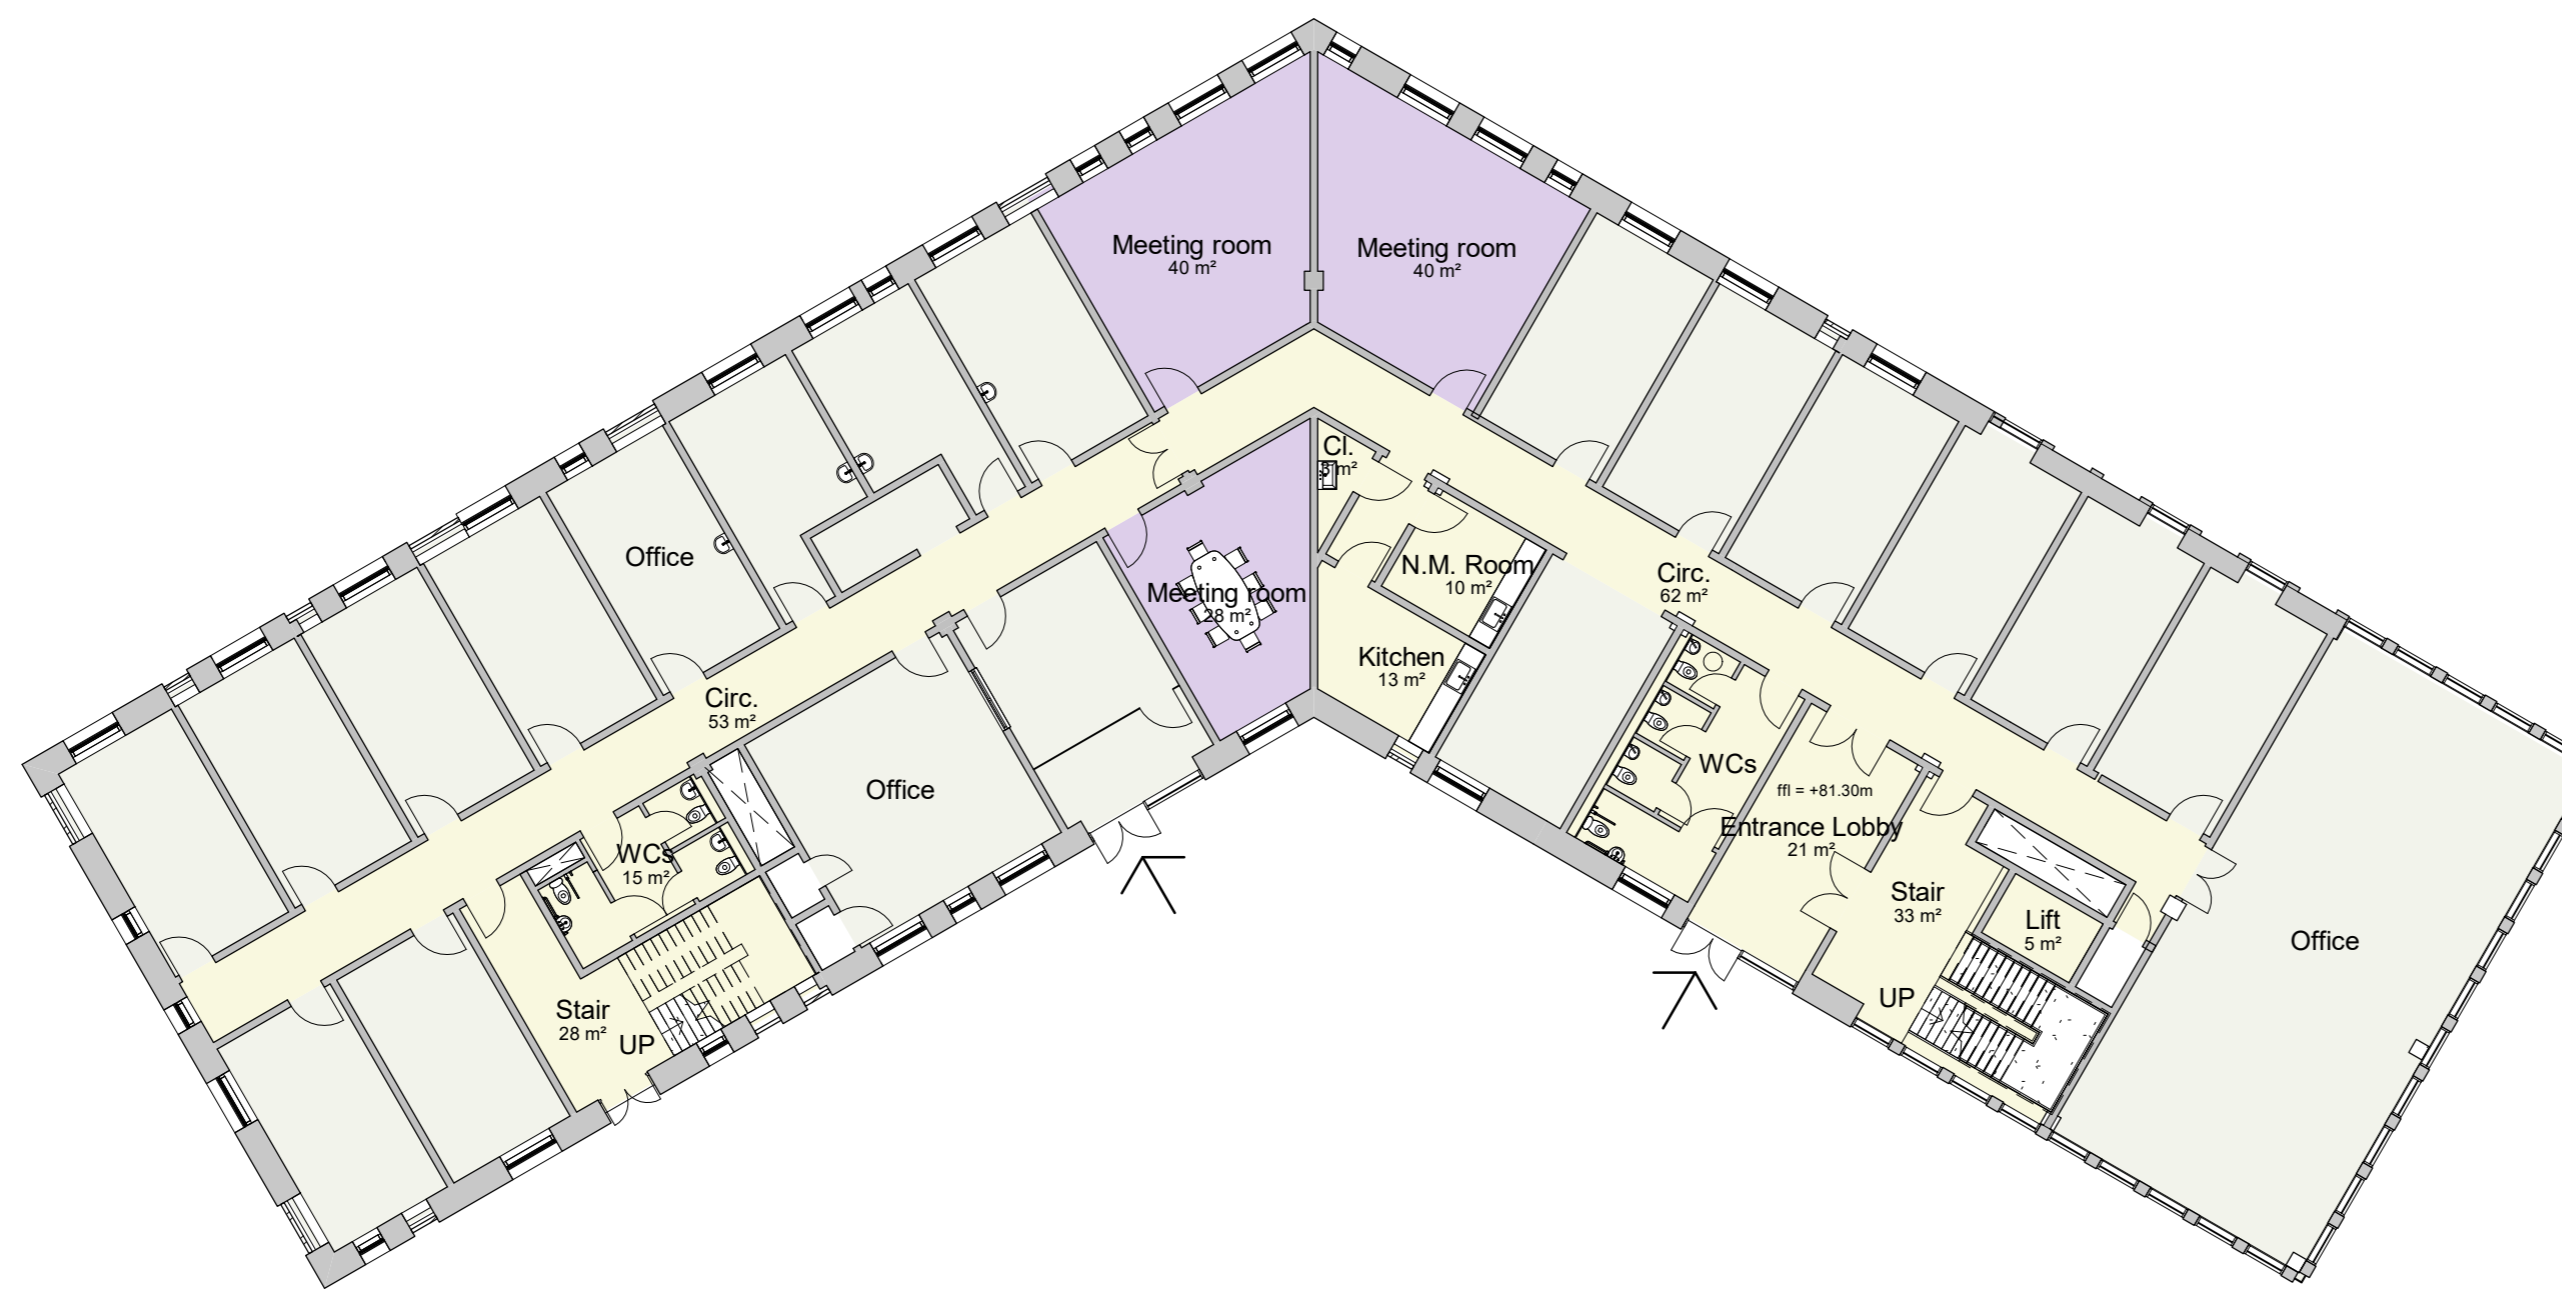 Meeting room
40 m²
Meeting room
40 m²
Cl.
3 m²
Office
N.M. Room
10 m²
Circ.
62 m²
Meeting room
28 m²
Kitchen
13 m²
Circ.
53 m²
WCs
Office
ffl = +81.30m
Entrance Lobby
21 m²
WCs
15 m²
Stair
33 m²
Lift
5 m²
Office
UP
Stair
28 m²
UP